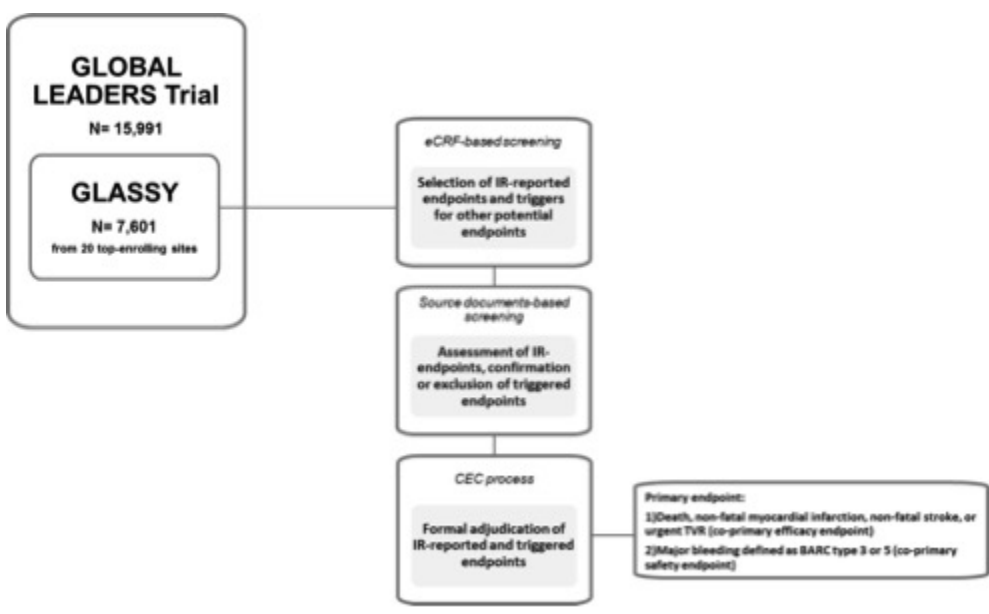 GLOBAL
LEADERS Trial
N= 15,991
GLASSY
N= 7,601
from 20 top-enrolling sites
eCRF-based screening
Selection of IR-reported
endpoints and triggers
for other potential
endpoints
Source documents-based
screening
Assessment of IR-
endpoints, confirmation
or exclusion of triggered
endpoints
CEC process
Formal adjudication of
IR-reported and triggered
endpoints
Primary endpoint:
1)Death, non-fatal myocardial infarction, non-fatal stroke, or
urgent TVR (co-primary efficacy endpoint)
2)Major bleeding defined as BARC type 3 or 5 (co-primary
safety endpoint)